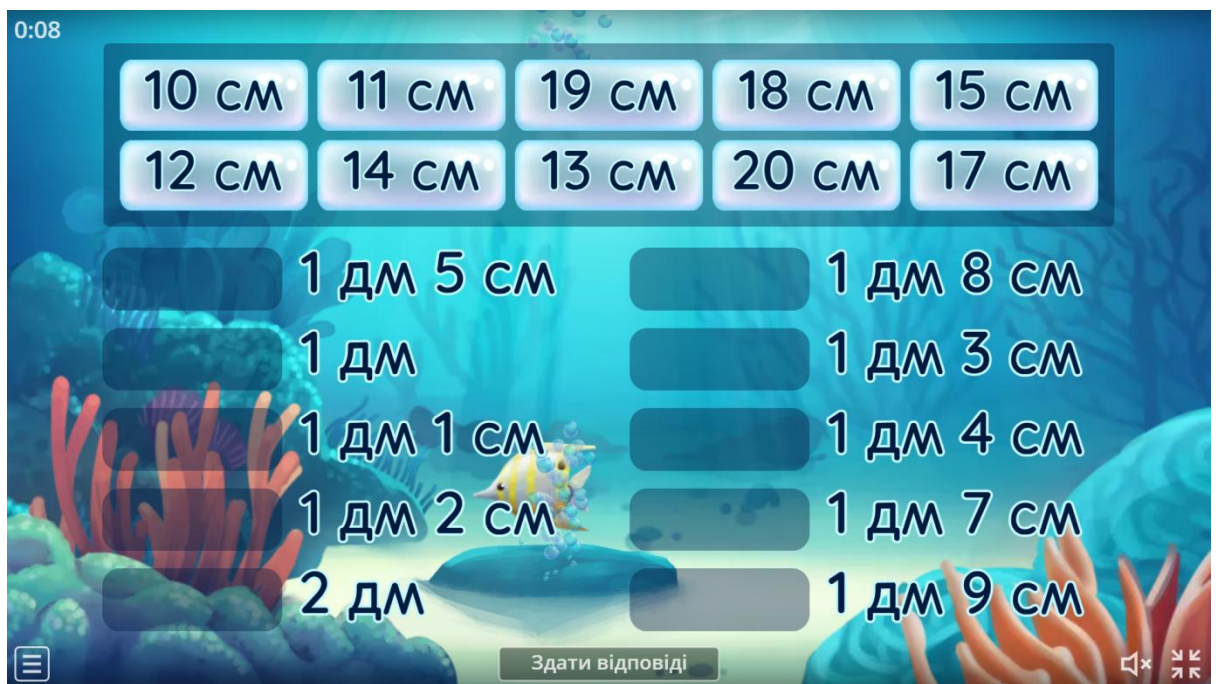 0:08
10 см 11 см 19 см 18 см 15 см
12 см 14 см 13 см 20 см 17 см
1 дм 5 см 1 дм 8 см
1 дм 1 дм 3 см
1 дм 1 см 1 дм 4 см
1 дм 2 см 1 дм 7 см
2 дм 1 дм 9 см
Здати відповіді